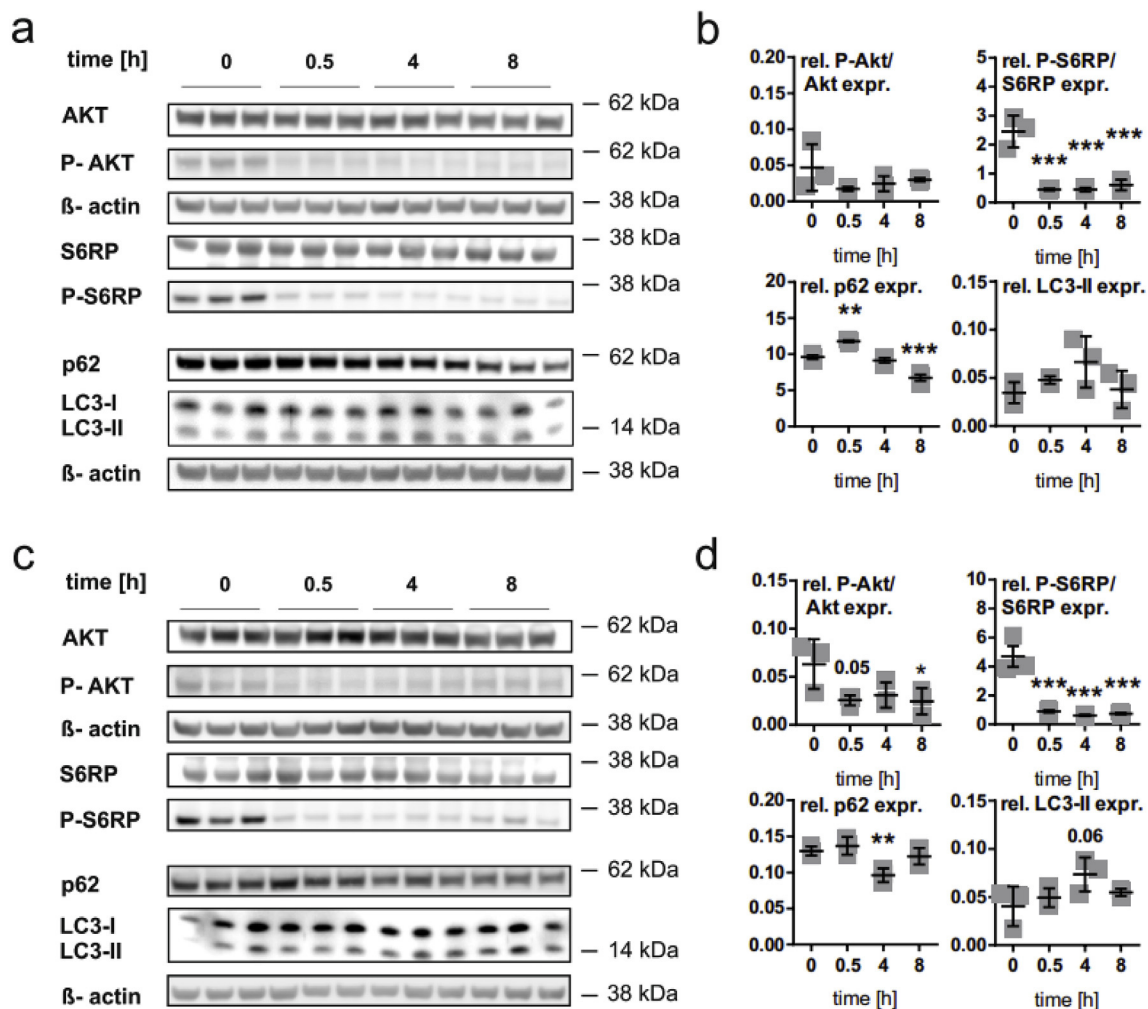 a
time [h]
0 0.5 4 8
AKT
62 kDa
P- AKT
62 kDa
ß- actin
38 kDa
S6RP
38 kDa
P-S6RP
38 kDa
p62
62 kDa
LC3-I
LC3-II
14 kDa
ß- actin
38 kDa
b
rel. P-Akt/
Akt expr.
0.20
0.15
0.10
0.05
0.00
0 0.5 4 8
time [h]
rel. P-S6RP/
S6RP expr.
5
4
3
2
1
0
*** *** ***
0 0.5 4 8
time [h]
rel. p62 expr.
20
15
10
5
0
** ***
0 0.5 4 8
time [h]
rel. LC3-II expr.
0.15
0.10
0.05
0.00
0 0.5 4 8
time [h]
c
time [h]
0 0.5 4 8
AKT
62 kDa
P- AKT
62 kDa
ß- actin
38 kDa
S6RP
38 kDa
P-S6RP
38 kDa
p62
62 kDa
LC3-I
LC3-II
14 kDa
ß- actin
38 kDa
d
rel. P-Akt/
Akt expr.
0.15
0.10
0.05
0.00
0.05 *
0 0.5 4 8
time [h]
rel. P-S6RP/
S6RP expr.
10
8
6
4
2
0
*** *** ***
0 0.5 4 8
time [h]
rel. p62 expr.
0.20
0.15
0.10
0.05
0.00
**
0 0.5 4 8
time [h]
rel. LC3-II expr.
0.15
0.10
0.05
0.00
0.06
0 0.5 4 8
time [h]